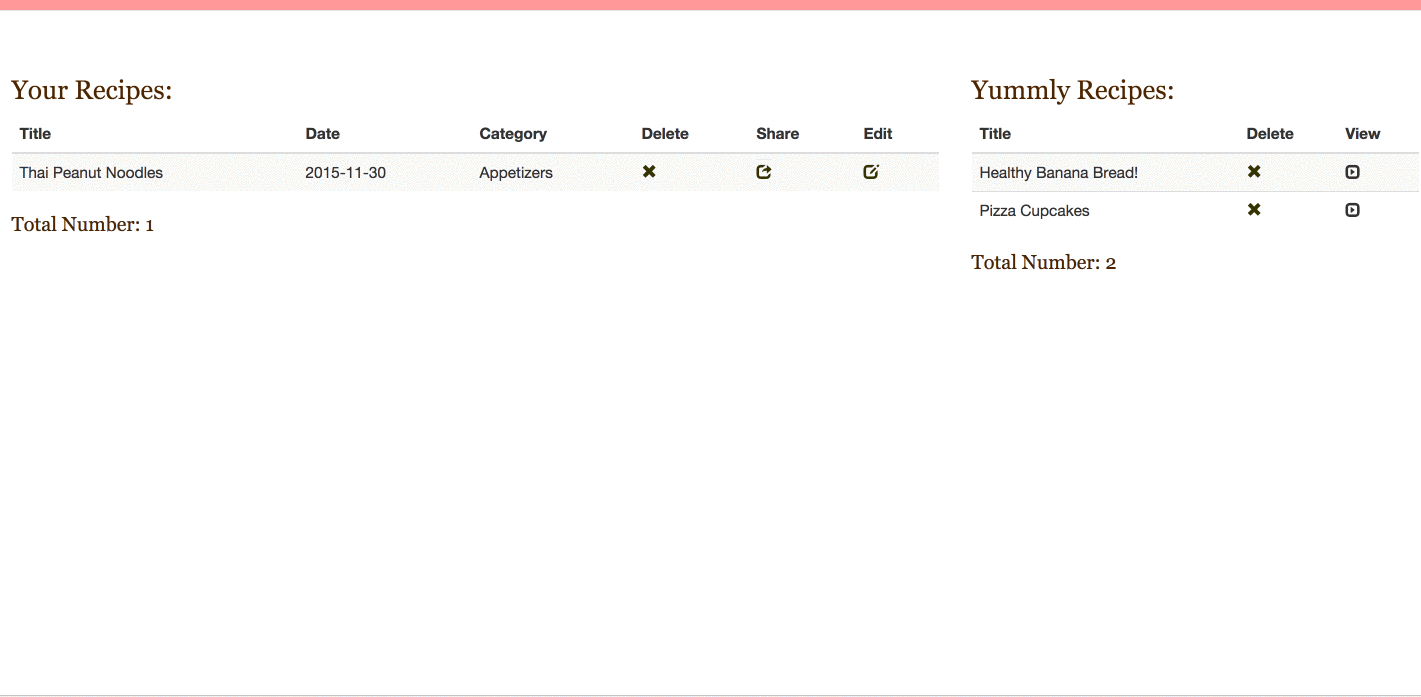 Your Recipes:
Title Date Category Delete Share Edit
Thai Peanut Noodles 2015-11-30 Appetizers
Total Number: 1
Yummly Recipes:
Title Delete View
Healthy Banana Bread!
Pizza Cupcakes
Total Number: 2